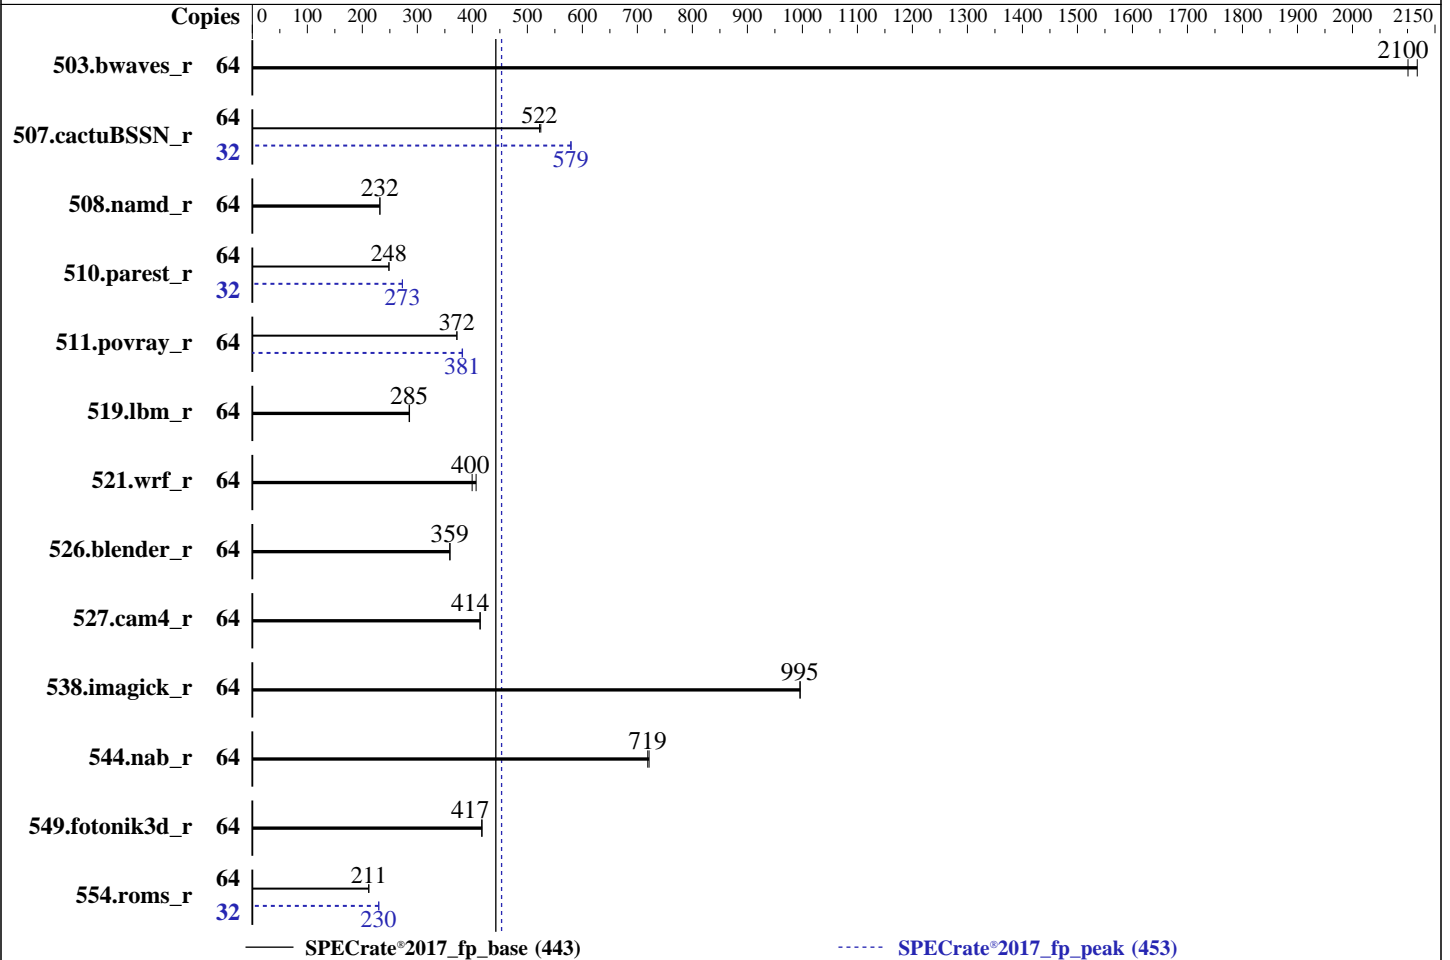 Copies 0 100 200 300 400 500 600 700 800 900 1000 1100 1200 1300 1400 1500 1600 1700 1800 1900 2000 2150
503.bwaves_r 64 2100
507.cactuBSSN_r 64 522
32 579
508.namd_r 64 232
510.parest_r 64 248
32 273
511.povray_r 64 372
381
519.lbm_r 64 285
521.wrf_r 64 400
526.blender_r 64 359
527.cam4_r 64 414
538.imagick_r 64 995
544.nab_r 64 719
549.fotonik3d_r 64 417
554.roms_r 64 211
32 230
SPECrate®2017_fp_base (443) SPECrate®2017_fp_peak (453)